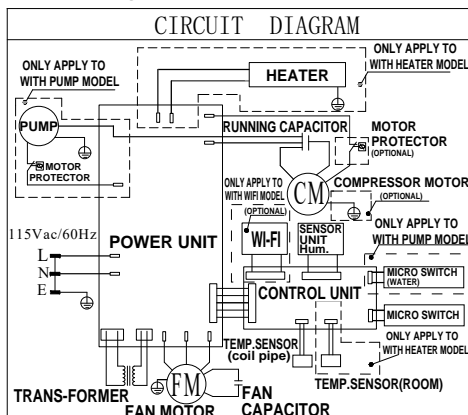 CIRCUIT DIAGRAM
ONLY APPLY TO
WITH PUMP MODEL
HEATER
ONLY APPLY TO
WITH HEATER MODEL
PUMP
MOTOR
PROTECTOR
RUNNING CAPACITOR
MOTOR
PROTECTOR
(OPTIONAL)
CM
COMPRESSOR MOTOR
(OPTIONAL)
ONLY APPLY TO
WITH WIFI MODEL
(OPTIONAL)
WI-FI
SENSOR
UNIT
Hum.
ONLY APPLY TO
WITH PUMP MODEL
115Vac/60Hz
L
N
E
POWER UNIT
CONTROL UNIT
MICRO SWITCH
(WATER)
MICRO SWITCH
TEMP.SENSOR
(coil pipe)
ONLY APPLY TO
WITH HEATER MODEL
TEMP.SENSOR(ROOM)
TRANS-FORMER
FM
FAN MOTOR
FAN
CAPACITOR